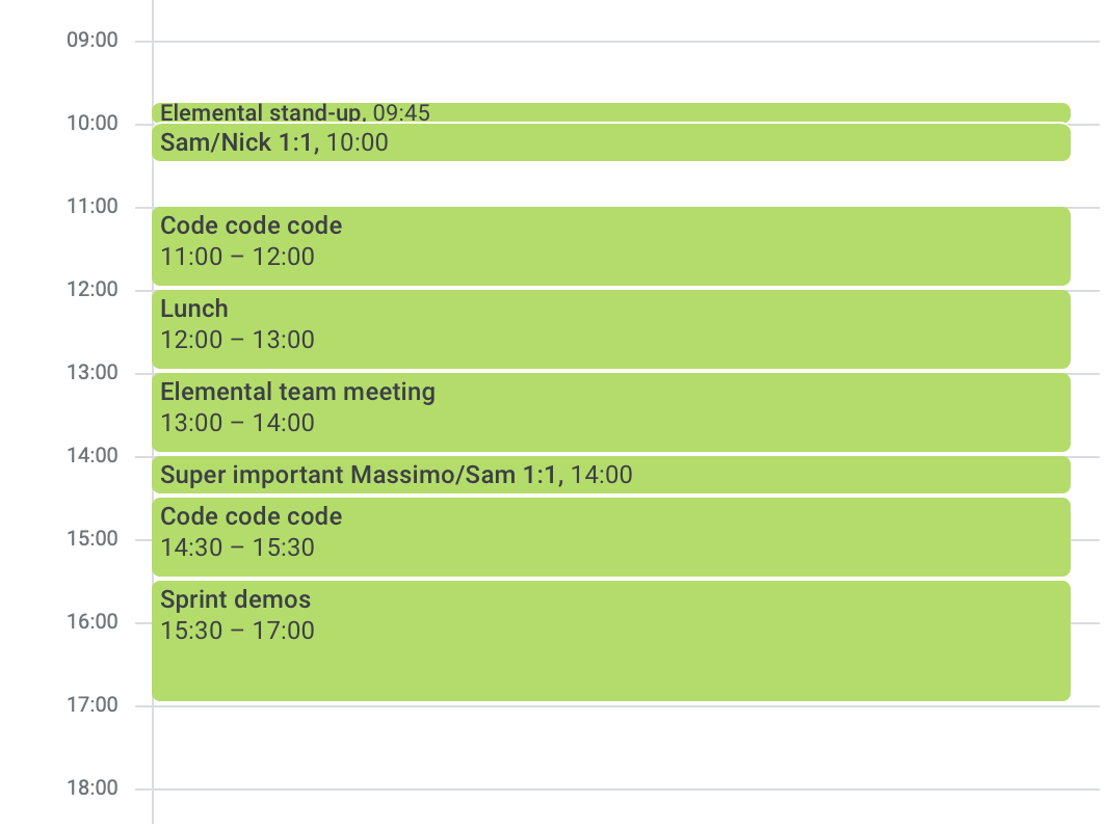 09:00
Elemental stand-up, 09:45
10:00
Sam/Nick 1:1, 10:00
11:00
Code code code
11:00 – 12:00
12:00
Lunch
12:00 – 13:00
13:00
Elemental team meeting
13:00 – 14:00
14:00
Super important Massimo/Sam 1:1, 14:00
Code code code
15:00
14:30 – 15:30
Sprint demos
16:00
15:30 – 17:00
17:00
18:00